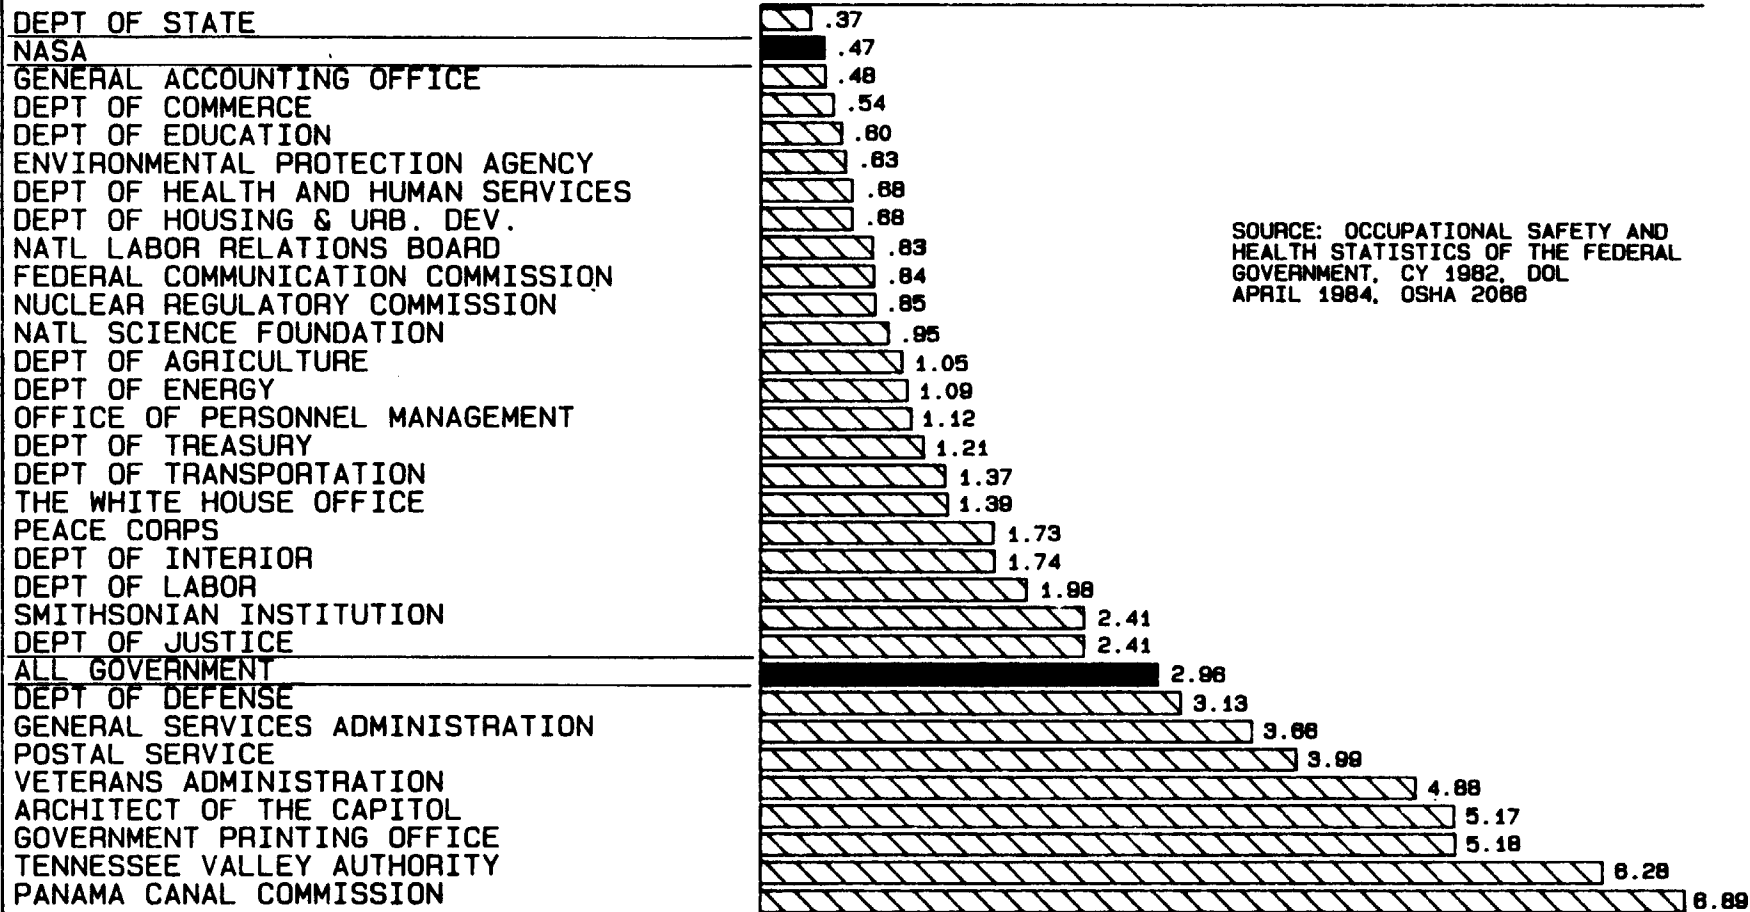 DEPT OF STATE .37
NASA .47
GENERAL ACCOUNTING OFFICE .48
DEPT OF COMMERCE .54
DEPT OF EDUCATION .60
ENVIRONMENTAL PROTECTION AGENCY .63
DEPT OF HEALTH AND HUMAN SERVICES .68
DEPT OF HOUSING & URB. DEV. .68
NATL LABOR RELATIONS BOARD .83
FEDERAL COMMUNICATION COMMISSION .84
NUCLEAR REGULATORY COMMISSION .85
NATL SCIENCE FOUNDATION .95
DEPT OF AGRICULTURE 1.05
DEPT OF ENERGY 1.09
OFFICE OF PERSONNEL MANAGEMENT 1.12
DEPT OF TREASURY 1.21
DEPT OF TRANSPORTATION 1.37
THE WHITE HOUSE OFFICE 1.39
PEACE CORPS 1.73
DEPT OF INTERIOR 1.74
DEPT OF LABOR 1.98
SMITHSONIAN INSTITUTION 2.41
DEPT OF JUSTICE 2.41
ALL GOVERNMENT 2.96
DEPT OF DEFENSE 3.13
GENERAL SERVICES ADMINISTRATION 3.66
POSTAL SERVICE 3.99
VETERANS ADMINISTRATION 4.88
ARCHITECT OF THE CAPITOL 5.17
GOVERNMENT PRINTING OFFICE 5.18
TENNESSEE VALLEY AUTHORITY 6.28
PANAMA CANAL COMMISSION 6.89
SOURCE: OCCUPATIONAL SAFETY AND
HEALTH STATISTICS OF THE FEDERAL
GOVERNMENT, CY 1982, DOL
APRIL 1984, OSHA 2066